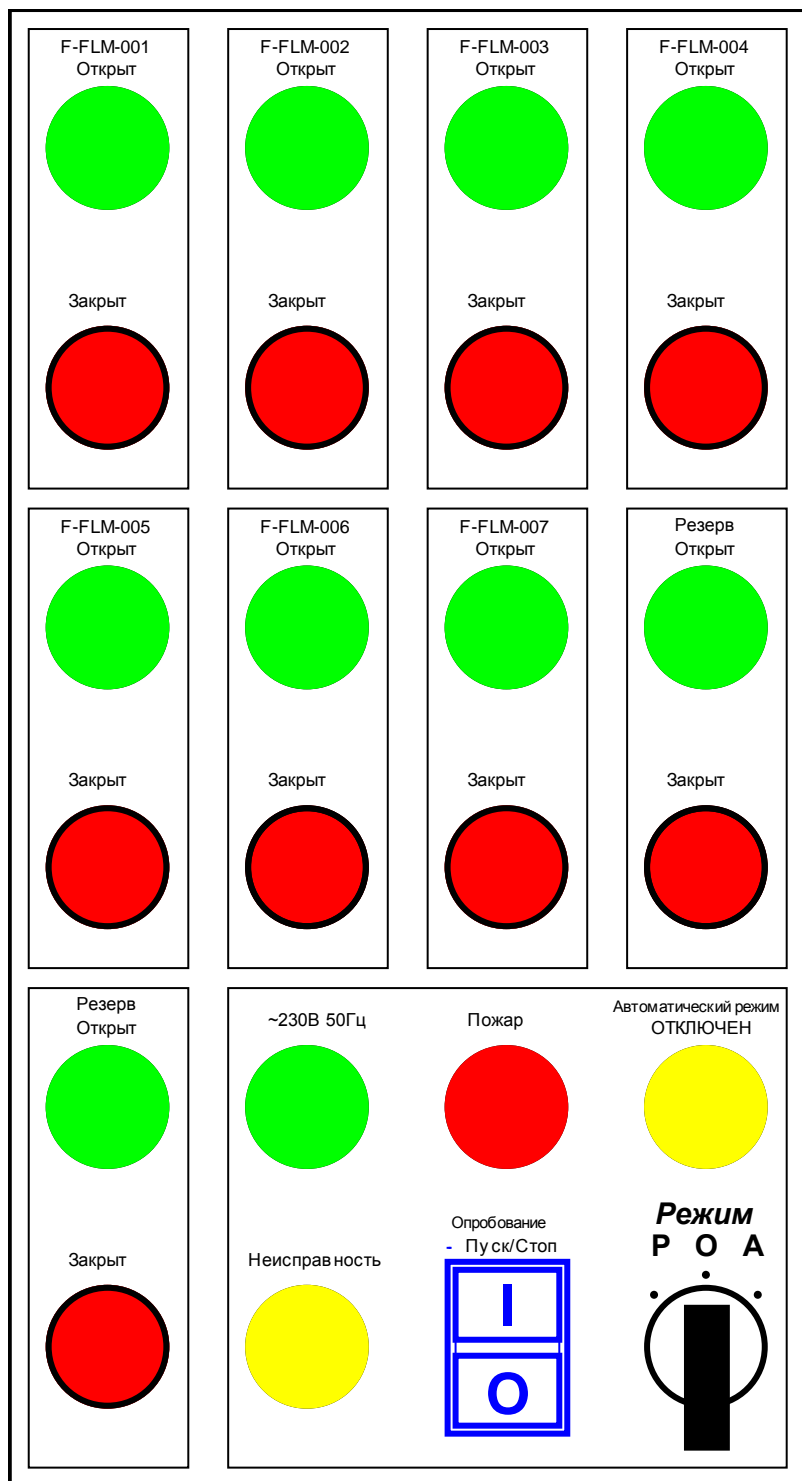 F-FLM-001
Открыт
Закрыт
F-FLM-002
Открыт
Закрыт
F-FLM-003
Открыт
Закрыт
F-FLM-004
Открыт
Закрыт
F-FLM-005
Открыт
Закрыт
F-FLM-006
Открыт
Закрыт
F-FLM-007
Открыт
Закрыт
Резерв
Открыт
Закрыт
Резерв
Открыт
Закрыт
~230В 50Гц
Пожар
Автоматический режим
ОТКЛЮЧЕН
Неисправность
Опробование
- Пуск/Стоп
I
O
Режим
Р О А